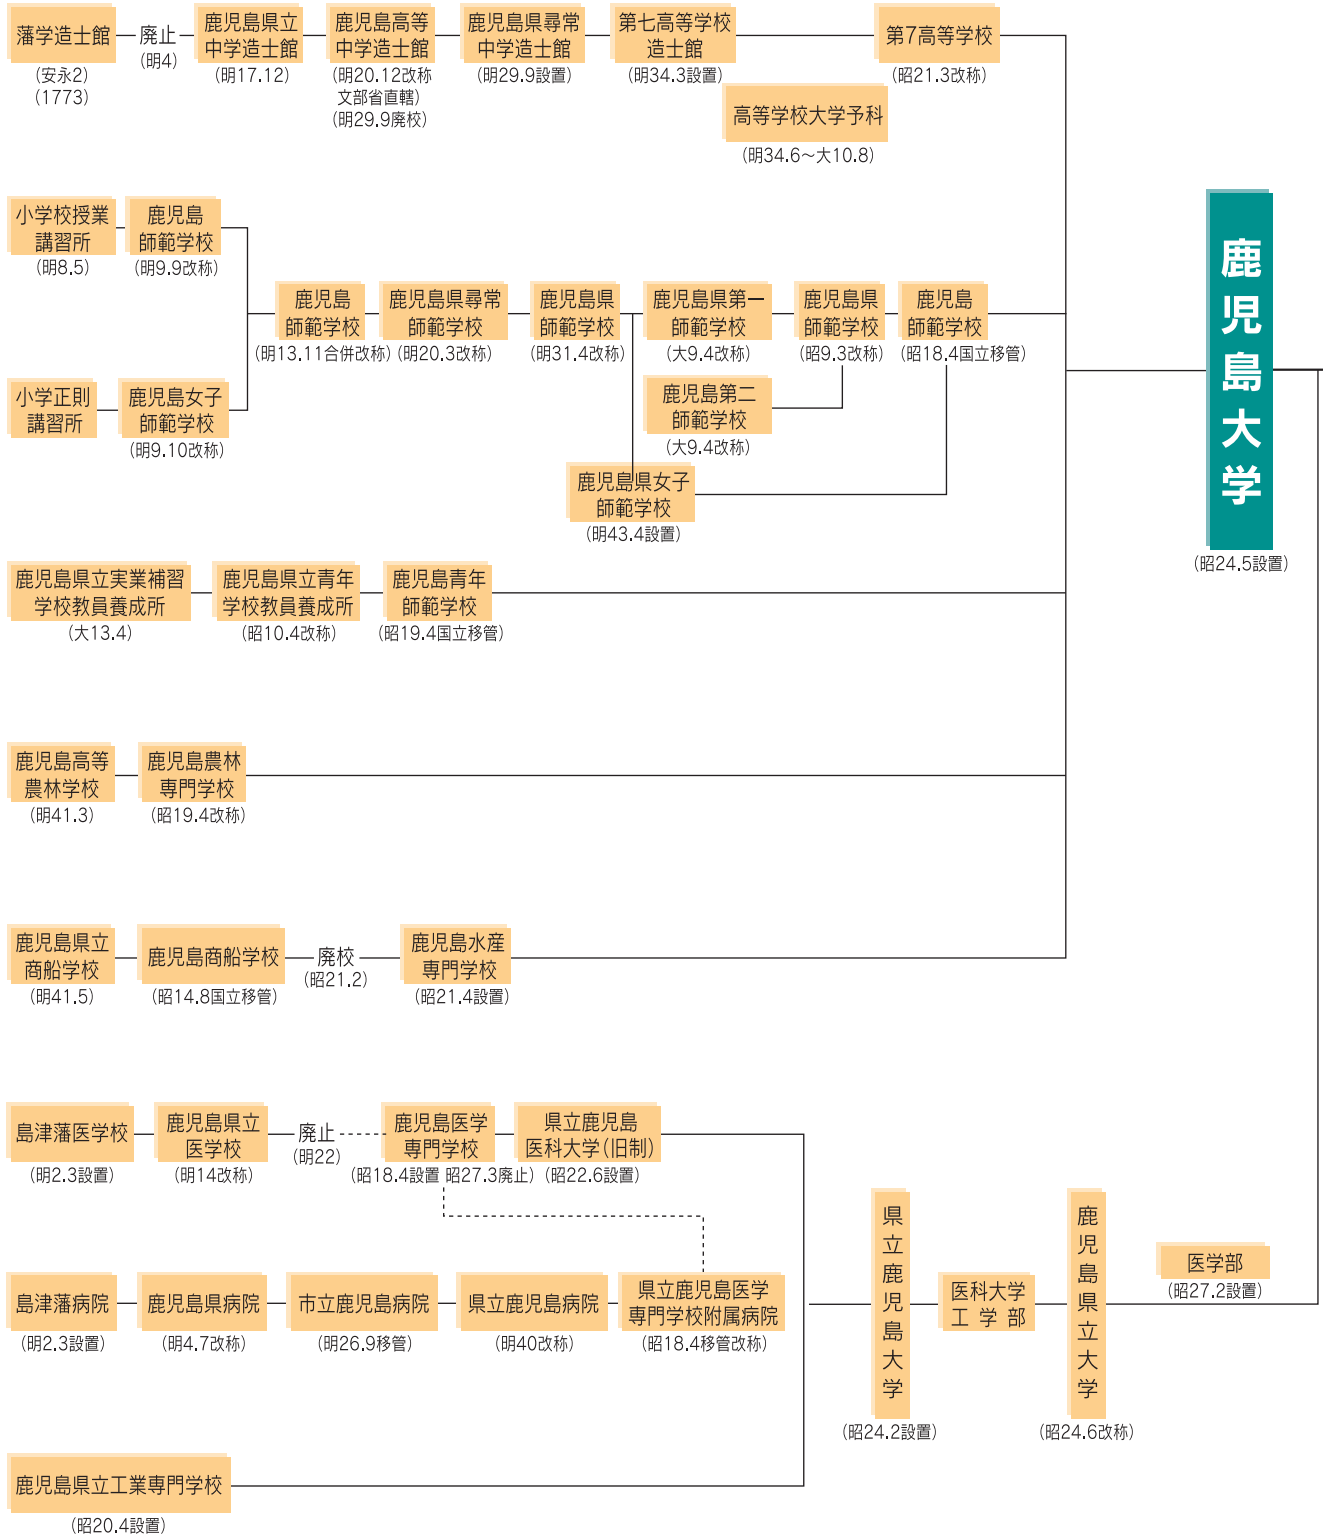 藩学造士館
(安永2)
(1773)
廃止
(明4)
鹿児島県立
中学造士館
(明17.12)
鹿児島高等
中学造士館
(明20.12改称
文部省直轄)
(明29.9廃校)
鹿児島県尋常
中学造士館
(明29.9設置)
第七高等学校
造士館
(明34.3設置)
高等学校大学予科
(明34.6〜大10.8)
第7高等学校
(昭21.3改称)
小学校授業
講習所
(明8.5)
鹿児島
師範学校
(明9.9改称)
小学正則
講習所
鹿児島女子
師範学校
(明9.10改称)
鹿児島
師範学校
(明13.11合併改称)
鹿児島県尋常
師範学校
(明20.3改称)
鹿児島県
師範学校
(明31.4改称)
鹿児島県第一
師範学校
(大9.4改称)
鹿児島第二
師範学校
(大9.4改称)
鹿児島県女子
師範学校
(明43.4設置)
鹿児島県
師範学校
(昭9.3改称)
鹿児島
師範学校
(昭18.4国立移管)
鹿児島大学
(昭24.5設置)
鹿児島県立実業補習
学校教員養成所
(大13.4)
鹿児島県立青年
学校教員養成所
(昭10.4改称)
鹿児島青年
師範学校
(昭19.4国立移管)
鹿児島高等
農林学校
(明41.3)
鹿児島農林
専門学校
(昭19.4改称)
鹿児島県立
商船学校
(明41.5)
鹿児島商船学校
(昭14.8国立移管)
廃校
(昭21.2)
鹿児島水産
専門学校
(昭21.4設置)
島津藩医学校
(明2.3設置)
鹿児島県立
医学校
(明14改称)
廃止
(明22)
鹿児島医学
専門学校
(昭18.4設置 昭27.3廃止)
県立鹿児島
医科大学(旧制)
(昭22.6設置)
島津藩病院
(明2.3設置)
鹿児島県病院
(明4.7改称)
市立鹿児島病院
(明26.9移管)
県立鹿児島病院
(明40改称)
県立鹿児島医学
専門学校附属病院
(昭18.4移管改称)
鹿児島県立工業専門学校
(昭20.4設置)
県立鹿児島大学
(昭24.2設置)
医科大学
工学部
鹿児島県立大学
(昭24.6改称)
医学部
(昭27.2設置)